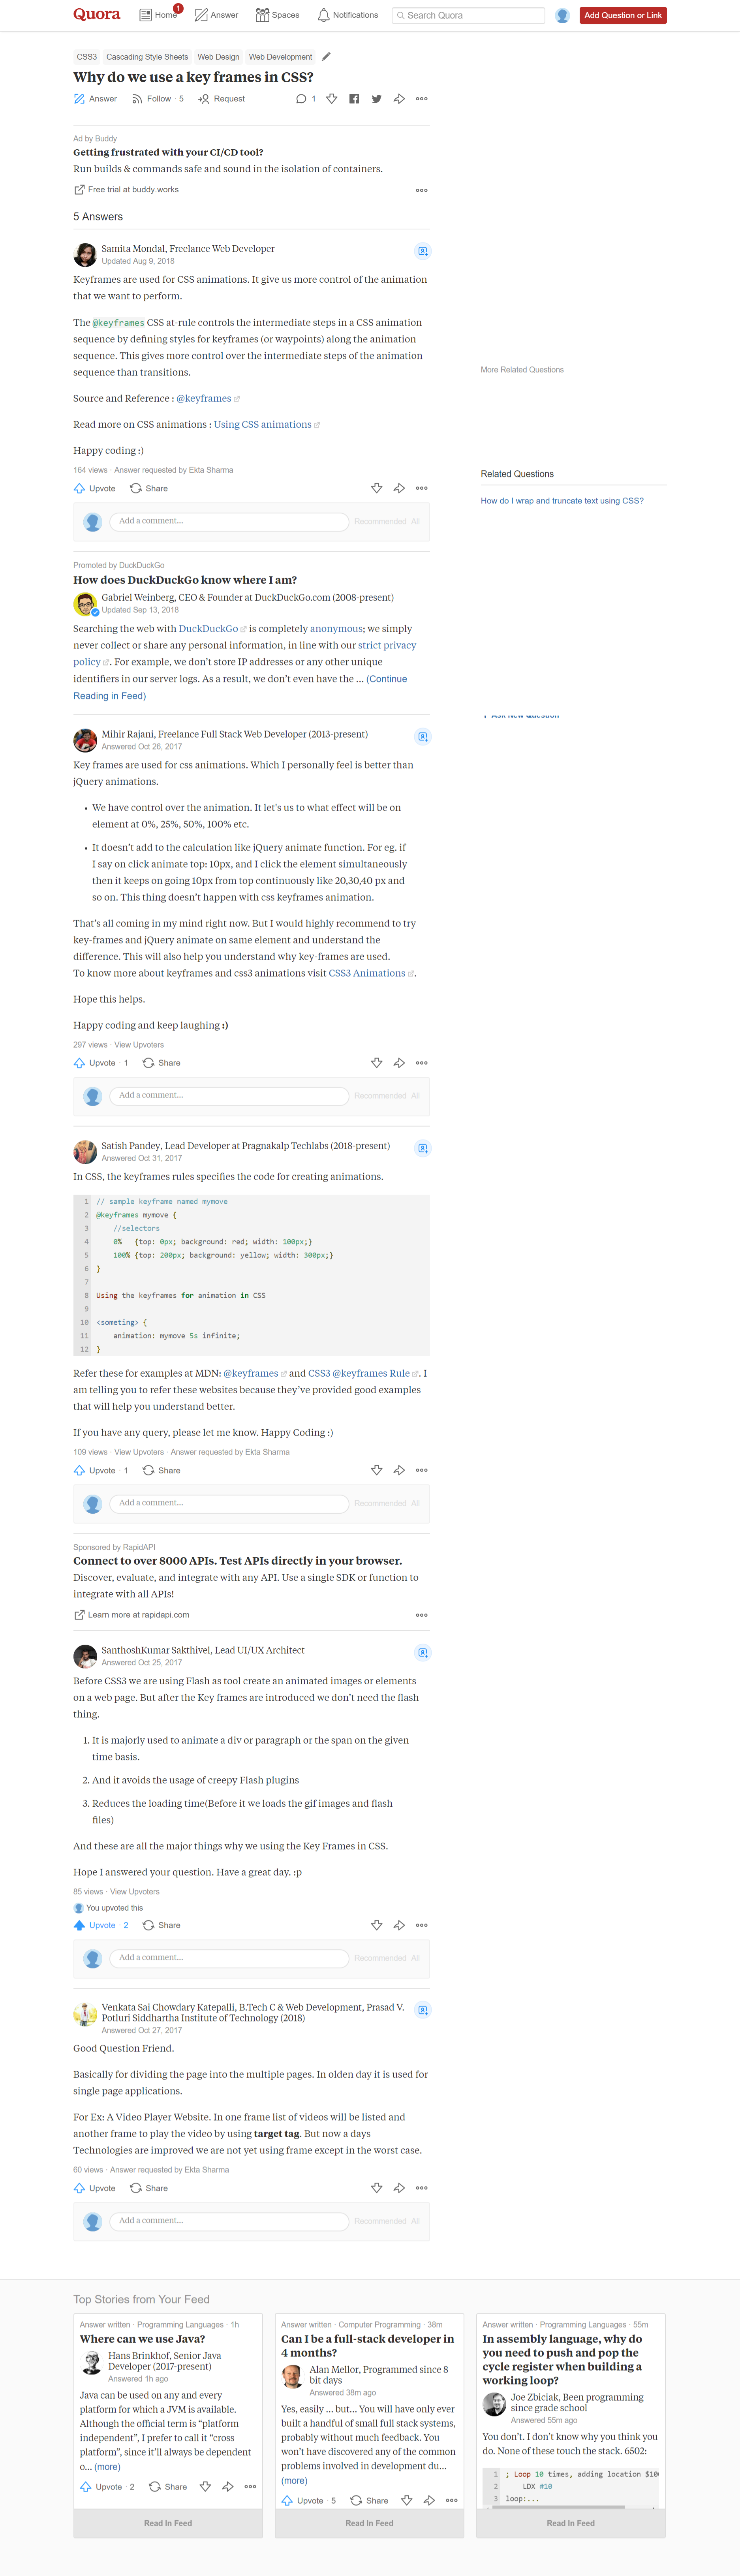 Quora
Home
1
Answer
Spaces
Notifications
Search Quora
Add Question or Link
CSS3 Cascading Style Sheets Web Design Web Development
Why do we use a key frames in CSS?
Answer Follow · 5 Request 1
Ad by Buddy
Getting frustrated with your CI/CD tool?
Run builds & commands safe and sound in the isolation of containers.
Free trial at buddy.works
5 Answers
Samita Mondal, Freelance Web Developer
Updated Aug 9, 2018
Keyframes are used for CSS animations. It give us more control of the animation
that we want to perform.
The @keyframes CSS at-rule controls the intermediate steps in a CSS animation
sequence by defining styles for keyframes (or waypoints) along the animation
sequence. This gives more control over the intermediate steps of the animation
sequence than transitions.
Source and Reference : @keyframes
Read more on CSS animations : Using CSS animations
Happy coding :)
164 views · Answer requested by Ekta Sharma
Upvote Share
Add a comment... Recommended All
More Related Questions
Related Questions
How do I wrap and truncate text using CSS?
Promoted by DuckDuckGo
How does DuckDuckGo know where I am?
Gabriel Weinberg, CEO & Founder at DuckDuckGo.com (2008-present)
Updated Sep 13, 2018
Searching the web with DuckDuckGo is completely anonymous; we simply
never collect or share any personal information, in line with our strict privacy
policy . For example, we don't store IP addresses or any other unique
identifiers in our server logs. As a result, we don't even have the ... (Continue
Reading in Feed)
Ask New Question
Mihir Rajani, Freelance Full Stack Web Developer (2013-present)
Answered Oct 26, 2017
Key frames are used for css animations. Which I personally feel is better than
jQuery animations.
• We have control over the animation. It let's us to what effect will be on
element at 0%, 25%, 50%, 100% etc.
• It doesn't add to the calculation like jQuery animate function. For eg. if
I say on click animate top: 10px, and I click the element simultaneously
then it keeps on going 10px from top continuously like 20,30,40 px and
so on. This thing doesn't happen with css keyframes animation.
That's all coming in my mind right now. But I would highly recommend to try
key-frames and jQuery animate on same element and understand the
difference. This will also help you understand why key-frames are used.
To know more about keyframes and css3 animations visit CSS3 Animations .
Hope this helps.
Happy coding and keep laughing :)
297 views · View Upvoters
Upvote · 1 Share
Add a comment... Recommended All
Satish Pandey, Lead Developer at Pragnakalp Techlabs (2018-present)
Answered Oct 31, 2017
In CSS, the keyframes rules specifies the code for creating animations.
1 // sample keyframe named mymove
2 @keyframes mymove {
3 //selectors
4 0% {top: 0px; background: red; width: 100px;}
5 100% {top: 200px; background: yellow; width: 300px;}
6 }
7
8 Using the keyframes for animation in CSS
9
10 <someting> {
11 animation: mymove 5s infinite;
12 }
Refer these for examples at MDN: @keyframes and CSS3 @keyframes Rule . I
am telling you to refer these websites because they've provided good examples
that will help you understand better.
If you have any query, please let me know. Happy Coding :)
109 views · View Upvoters · Answer requested by Ekta Sharma
Upvote · 1 Share
Add a comment... Recommended All
Sponsored by RapidAPI
Connect to over 8000 APIs. Test APIs directly in your browser.
Discover, evaluate, and integrate with any API. Use a single SDK or function to
integrate with all APIs!
Learn more at rapidapi.com
SanthoshKumar Sakthivel, Lead UI/UX Architect
Answered Oct 25, 2017
Before CSS3 we are using Flash as tool create an animated images or elements
on a web page. But after the Key frames are introduced we don't need the flash
thing.
1. It is majorly used to animate a div or paragraph or the span on the given
time basis.
2. And it avoids the usage of creepy Flash plugins
3. Reduces the loading time(Before it we loads the gif images and flash
files)
And these are all the major things why we using the Key Frames in CSS.
Hope I answered your question. Have a great day. :p
85 views · View Upvoters
You upvoted this
Upvote · 2 Share
Add a comment... Recommended All
Venkata Sai Chowdary Katepalli, B.Tech C & Web Development, Prasad V.
Potluri Siddhartha Institute of Technology (2018)
Answered Oct 27, 2017
Good Question Friend.
Basically for dividing the page into the multiple pages. In olden day it is used for
single page applications.
For Ex: A Video Player Website. In one frame list of videos will be listed and
another frame to play the video by using target tag. But now a days
Technologies are improved we are not yet using frame except in the worst case.
60 views · Answer requested by Ekta Sharma
Upvote Share
Add a comment... Recommended All
Top Stories from Your Feed
Answer written · Programming Languages · 1h
Where can we use Java?
Hans Brinkhof, Senior Java
Developer (2017-present)
Answered 1h ago
Java can be used on any and every
platform for which a JVM is available.
Although the official term is "platform
independent", I prefer to call it "cross
platform", since it'll always be dependent
o... (more)
Upvote · 2 Share
Read In Feed
Answer written · Computer Programming · 38m
Can I be a full-stack developer in
4 months?
Alan Mellor, Programmed since 8
bit days
Answered 38m ago
Yes, easily ... but... You will have only ever
built a handful of small full stack systems,
probably without much feedback. You
won't have discovered any of the common
problems involved in development du...
(more)
Upvote · 5 Share
Read In Feed
Answer written · Programming Languages · 55m
In assembly language, why do
you need to push and pop the
cycle register when building a
working loop?
Joe Zbiciak, Been programming
since grade school
Answered 55m ago
You don't. I don't know why you think you
do. None of these touch the stack. 6502:
1 ; Loop 10 times, adding location $10
2 LDX #10
3 loop:...
Read In Feed